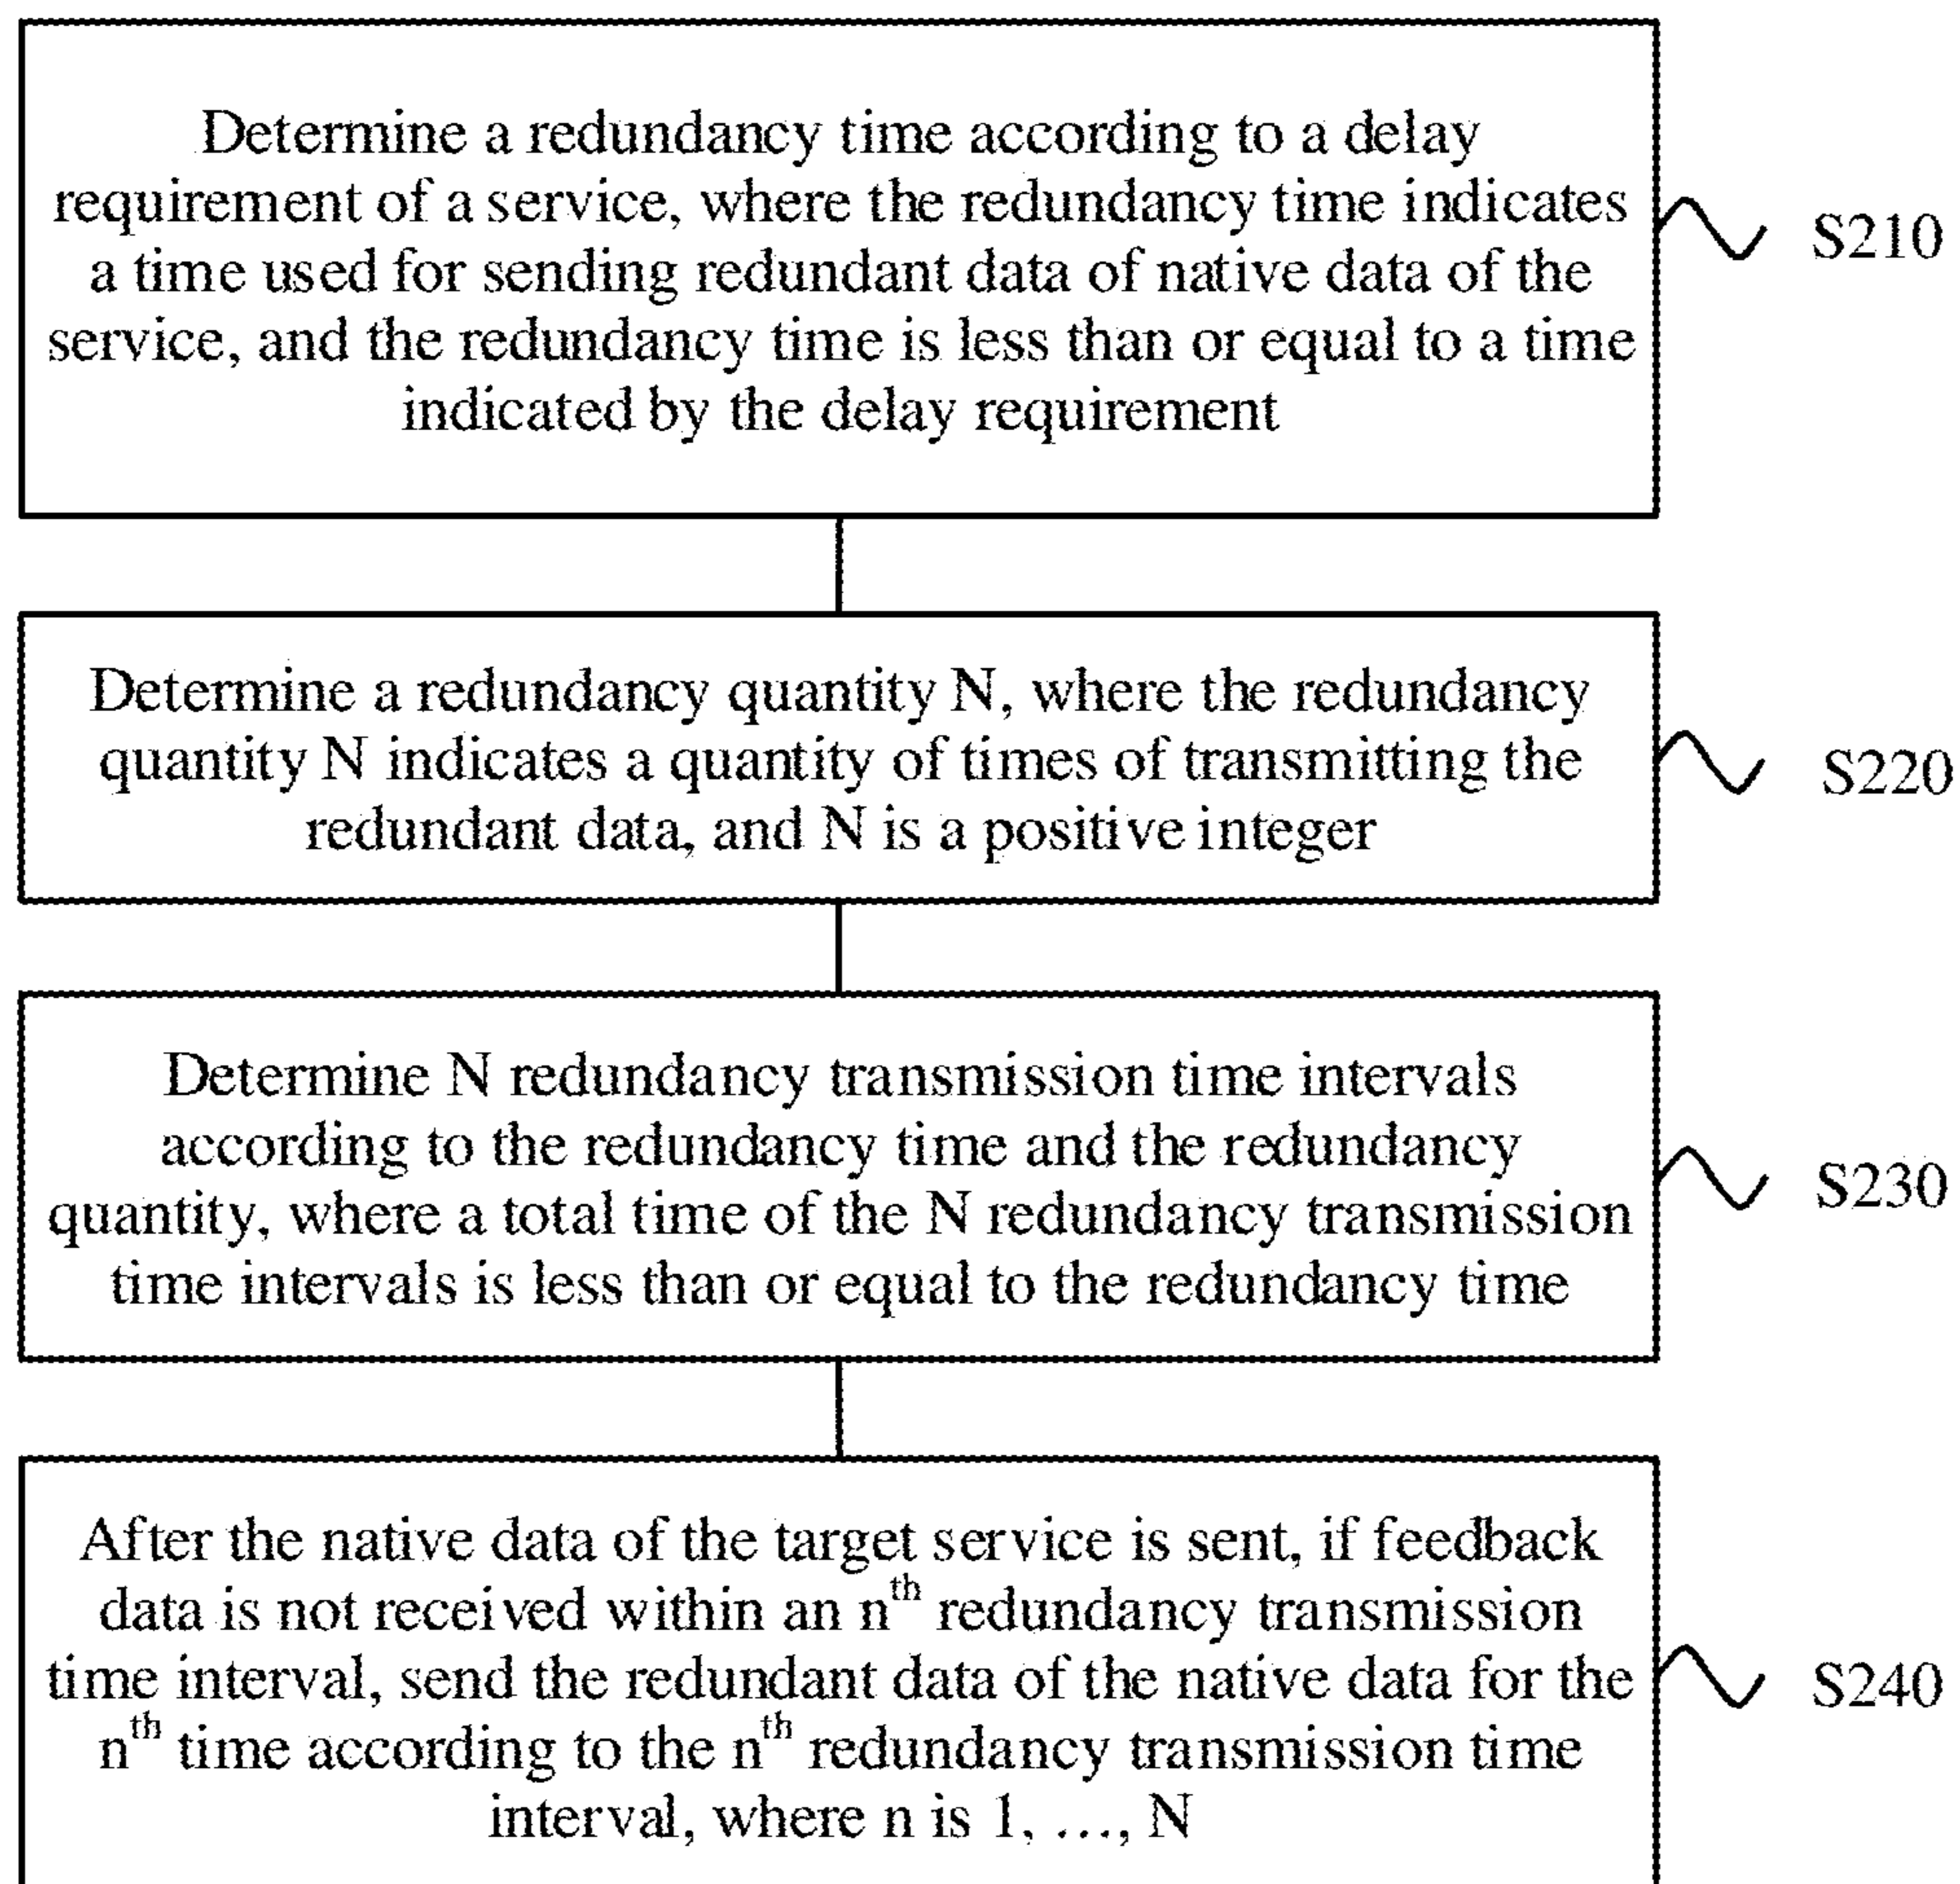 Determine a redundancy time according to a delay
requirement of a service, where the redundancy time indicates
a time used for sending redundant data of native data of the
service, and the redundancy time is less than or equal to a time
indicated by the delay requirement
S210
Determine a redundancy quantity N, where the redundancy
quantity N indicates a quantity of times of transmitting the
redundant data, and N is a positive integer
S220
Determine N redundancy transmission time intervals
according to the redundancy time and the redundancy
quantity, where a total time of the N redundancy transmission
time intervals is less than or equal to the redundancy time
S230
After the native data of the target service is sent, if feedback
data is not received within an nth redundancy transmission
time interval, send the redundant data of the native data for the
nth time according to the nth redundancy transmission time
interval, where n is 1, …, N
S240